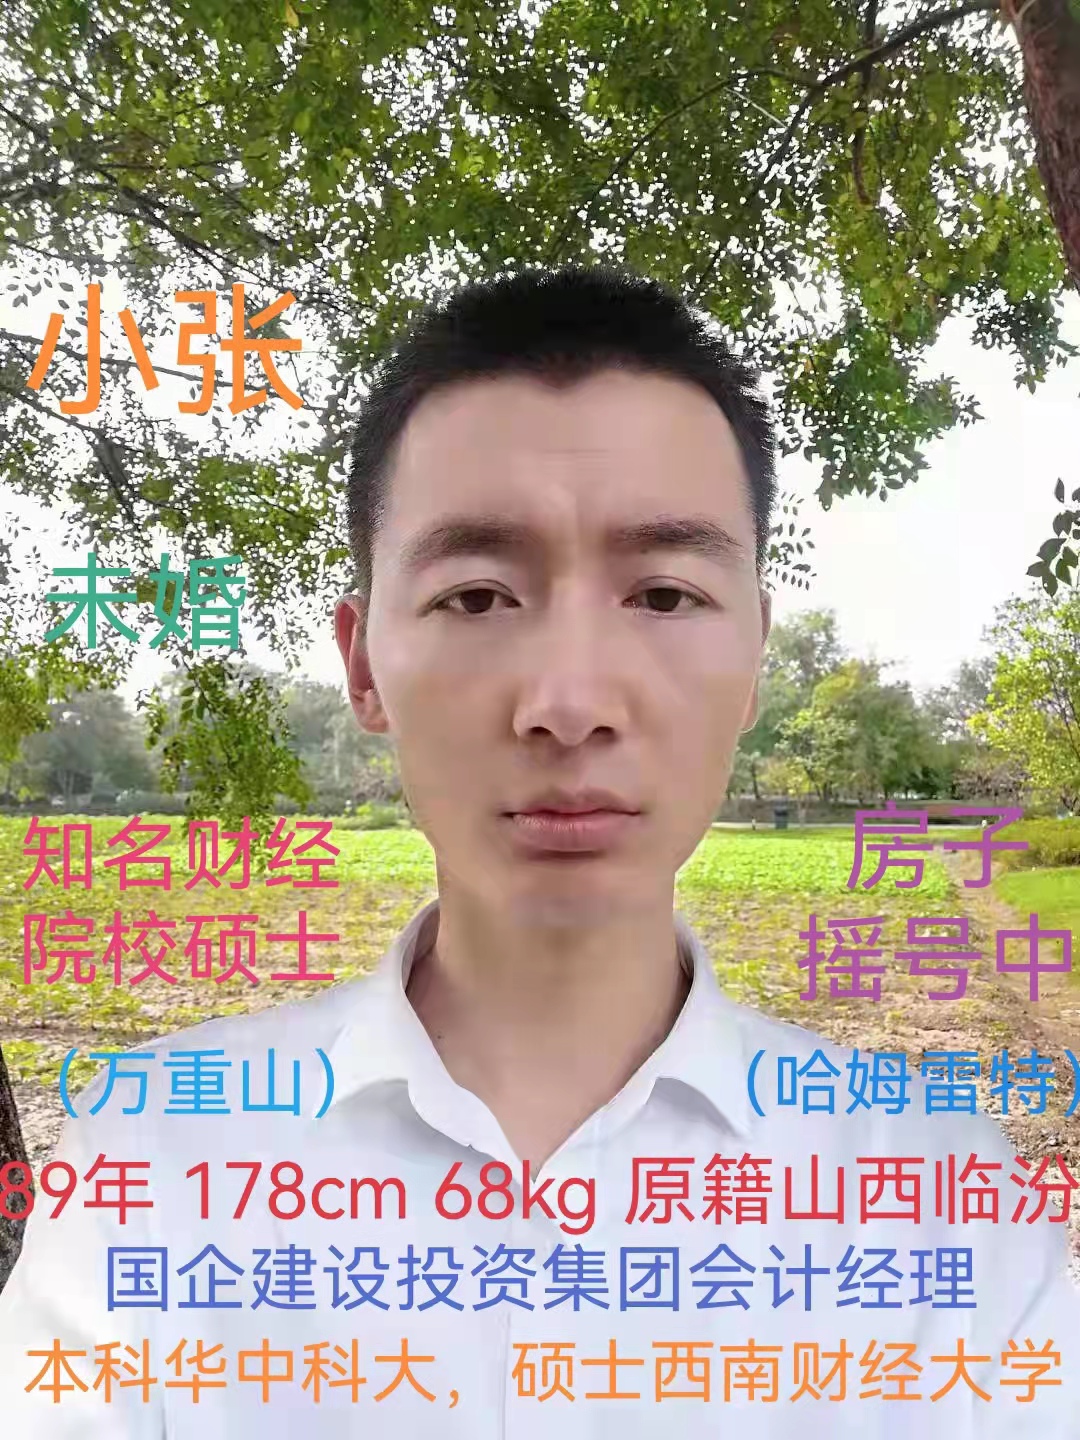 小张
未婚
知名财经
院校硕士
房子
摇号中
（万重山）
（哈姆雷特）
89年 178cm 68kg 原籍山西临汾
国企建设投资集团会计经理
本科华中科大，硕士西南财经大学